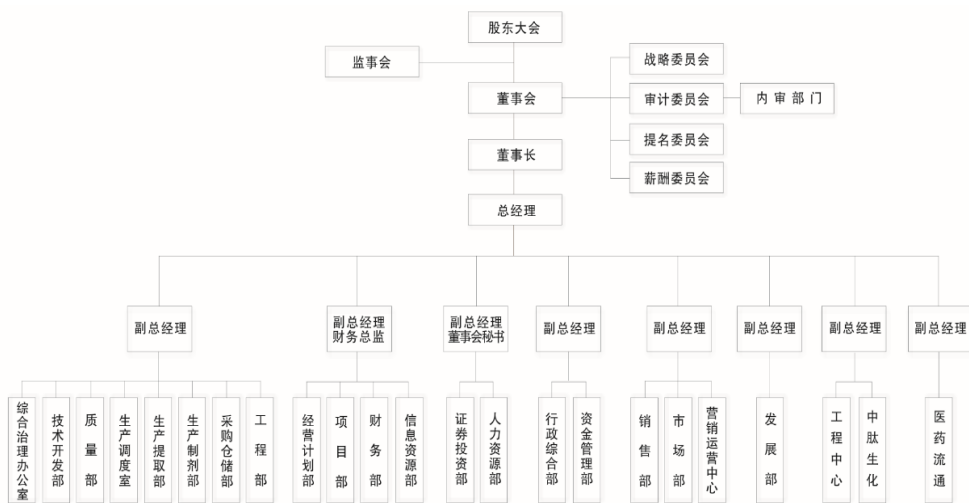 股东大会
监事会
战略委员会
董事会
审计委员会
内审部门
提名委员会
董事长
薪酬委员会
总经理
副总经理
副总经理
财务总监
副总经理
董事会秘书
副总经理
副总经理
副总经理
副总经理
副总经理
综合治理办公室
技术开发部
质量部
生产调度室
生产提取部
生产制剂部
采购仓储部
工程部
经营计划部
项目部
财务部
信息资源部
证券投资部
人力资源部
行政综合部
资金管理部
销售部
市场部
营销运营中心
发展部
工程中心
中肽生化
医药流通